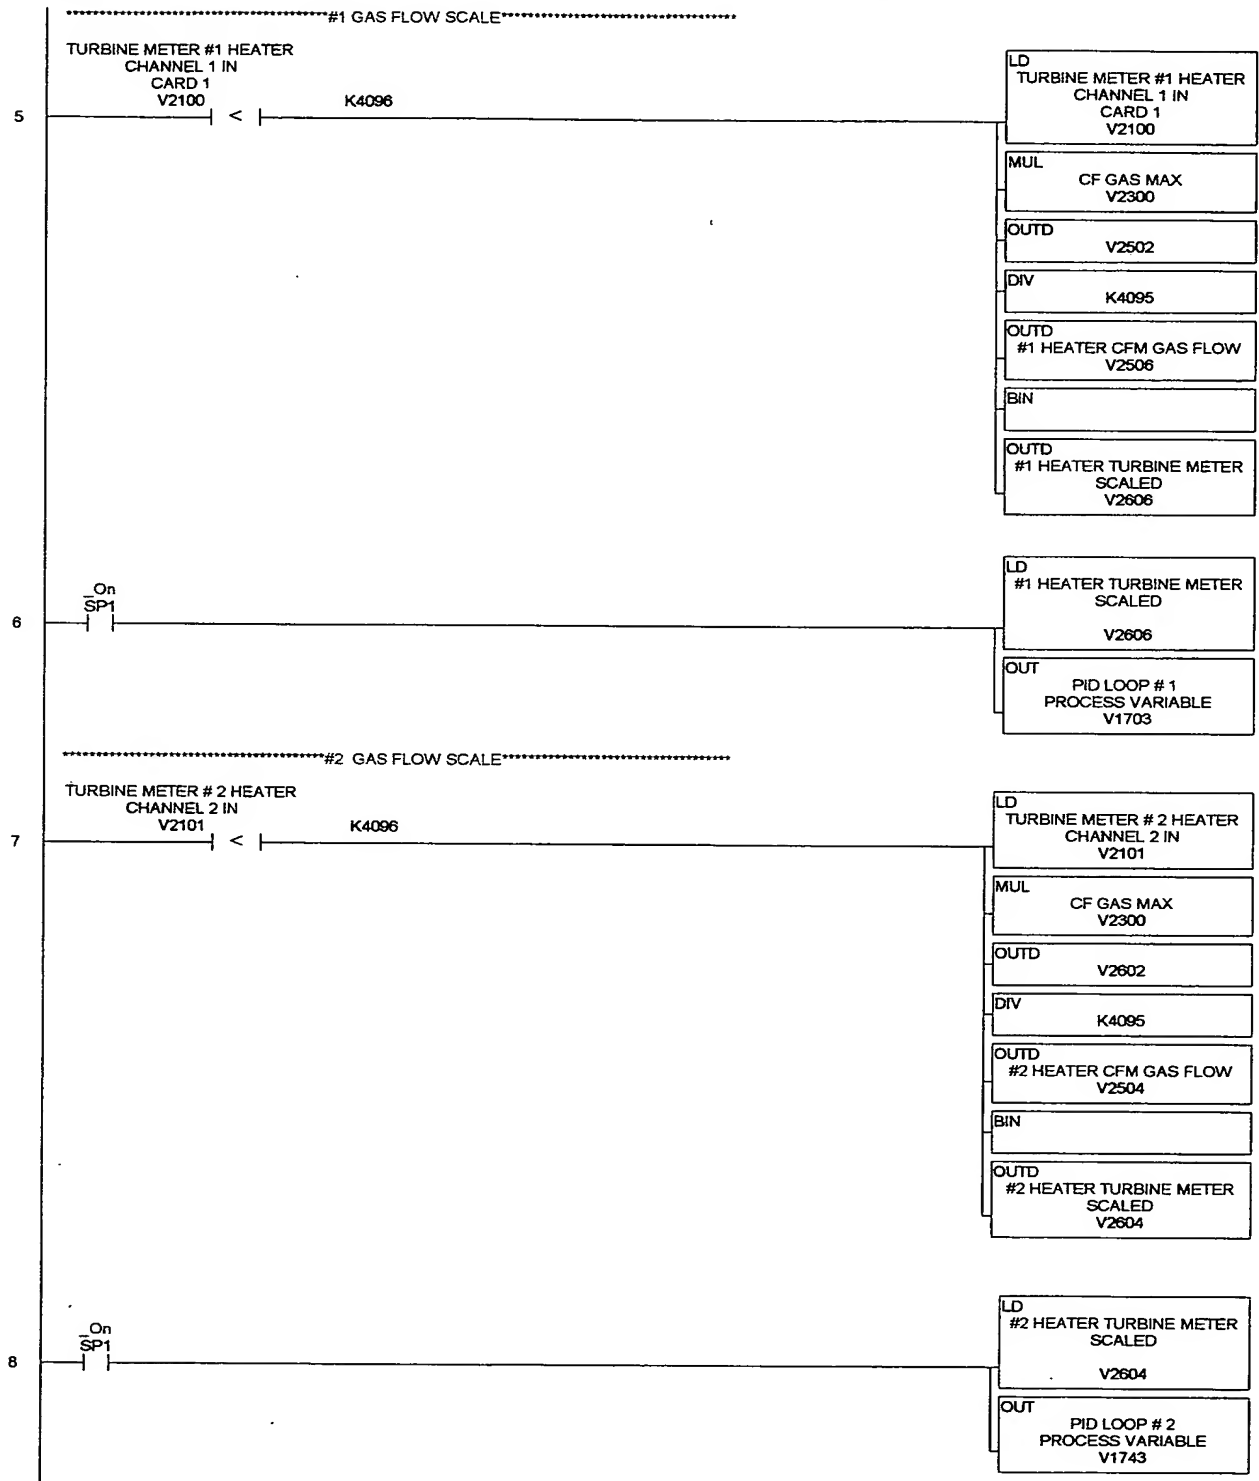 ********************************#1 GAS FLOW SCALE********************************
TURBINE METER #1 HEATER
CHANNEL 1 IN
CARD 1
V2100
<
K4096
5
LD
TURBINE METER #1 HEATER
CHANNEL 1 IN
CARD 1
V2100
MUL
CF GAS MAX
V2300
OUTD
V2502
DIV
K4095
OUTD
#1 HEATER CFM GAS FLOW
V2506
BIN
OUTD
#1 HEATER TURBINE METER
SCALED
V2606
_On
SP1
6
LD
#1 HEATER TURBINE METER
SCALED
V2606
OUT
PID LOOP # 1
PROCESS VARIABLE
V1703
********************************#2 GAS FLOW SCALE********************************
TURBINE METER # 2 HEATER
CHANNEL 2 IN
V2101
<
K4096
7
LD
TURBINE METER # 2 HEATER
CHANNEL 2 IN
V2101
MUL
CF GAS MAX
V2300
OUTD
V2602
DIV
K4095
OUTD
#2 HEATER CFM GAS FLOW
V2504
BIN
OUTD
#2 HEATER TURBINE METER
SCALED
V2604
_On
SP1
8
LD
#2 HEATER TURBINE METER
SCALED
V2604
OUT
PID LOOP # 2
PROCESS VARIABLE
V1743